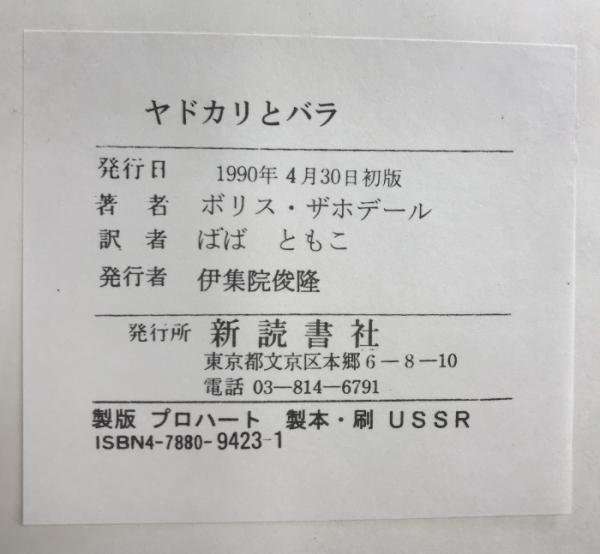 ヤドカリとバラ
発行日 1990年4月30日初版
著者 ボリス・ザホデール
訳者 ばば ともこ
発行者 伊集院俊隆
発行所 新読書社
東京都文京区本郷6―8―10
電話 03―814―6791
製版 プロハート 製本・刷 USSR
ISBN4-7880-9423-1